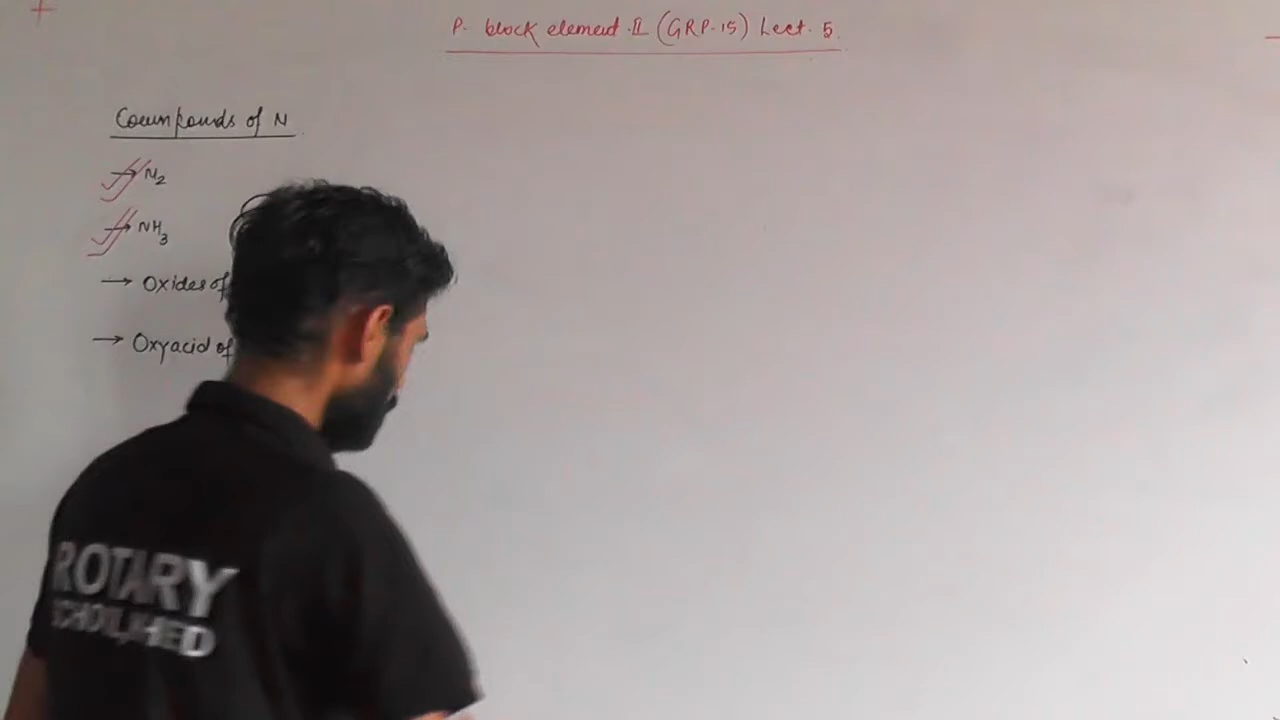 P. block element-II (GRP-15) Lect. 5.
Compounds of N
→ N2
→ NH3
→ Oxides of
→ Oxyacid of
ROTARY